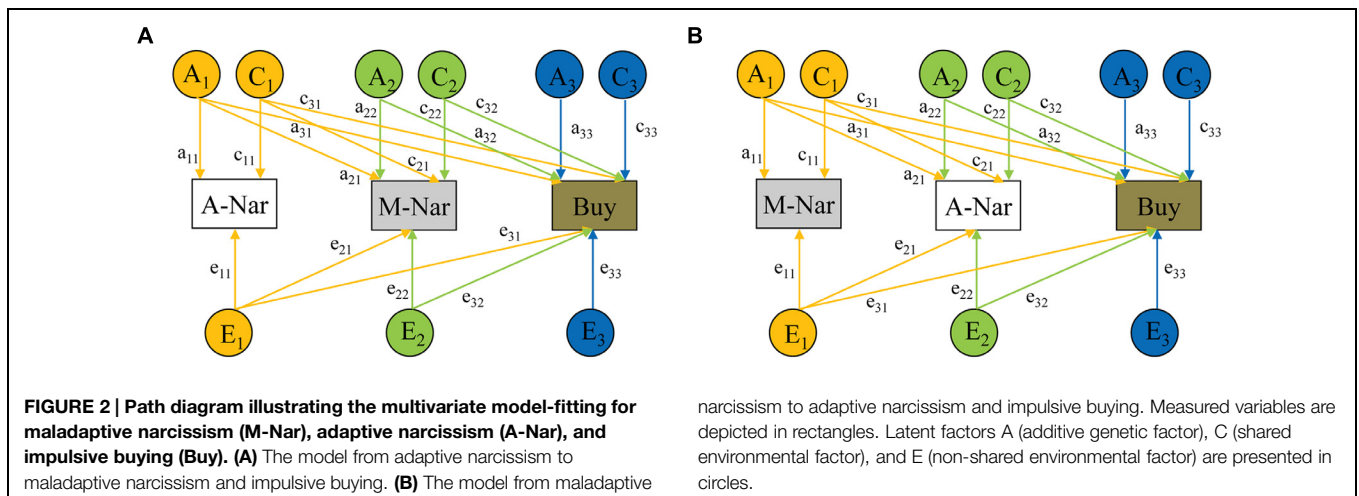 A
A₁ C₁ A₂ C₂ A₃ C₃
c₃₁ a₂₂ c₂₂ c₃₂
a₃₁ a₃₂ a₃₃ c₃₃
a₁₁ c₁₁ a₂₁ c₂₁
A-Nar M-Nar Buy
e₂₁ e₃₁
e₁₁ e₂₂ e₃₂ e₃₃
E₁ E₂ E₃
B
A₁ C₁ A₂ C₂ A₃ C₃
c₃₁ a₂₂ c₂₂ c₃₂
a₃₁ a₃₂ a₃₃ c₃₃
a₁₁ c₁₁ a₂₁ c₂₁
M-Nar A-Nar Buy
e₂₁
e₁₁ e₃₁ e₂₂ e₃₂ e₃₃
E₁ E₂ E₃
FIGURE 2 | Path diagram illustrating the multivariate model-fitting for
maladaptive narcissism (M-Nar), adaptive narcissism (A-Nar), and
impulsive buying (Buy). (A) The model from adaptive narcissism to
maladaptive narcissism and impulsive buying. (B) The model from maladaptive
narcissism to adaptive narcissism and impulsive buying. Measured variables are
depicted in rectangles. Latent factors A (additive genetic factor), C (shared
environmental factor), and E (non-shared environmental factor) are presented in
circles.